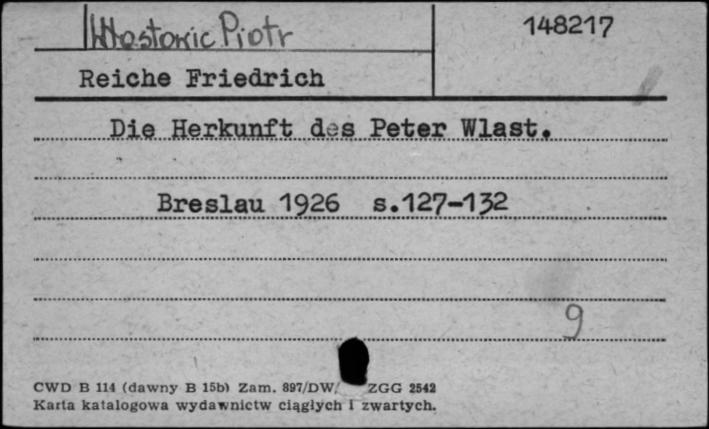 Włostowic Piotr
148217
Reiche Friedrich
Die Herkunft des Peter Wlast.
Breslau 1926 s.127-132
9
CWD B 114 (dawny B 15b) Zam. 897/DW/ ZGG 2542
Karta katalogowa wydawnictw ciągłych i zwartych.